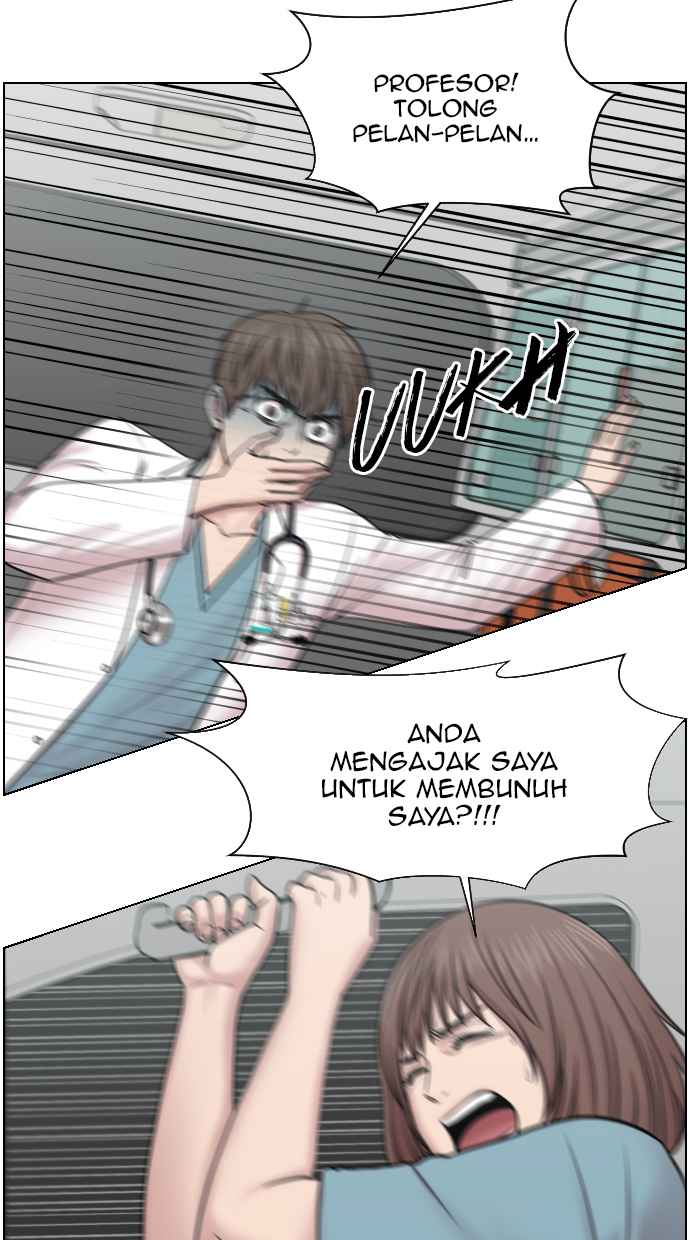 PROFESOR!
TOLONG
PELAN-PELAN...
UUKH
ANDA
MENGAJAK SAYA
UNTUK MEMBUNUH
SAYA?!!!